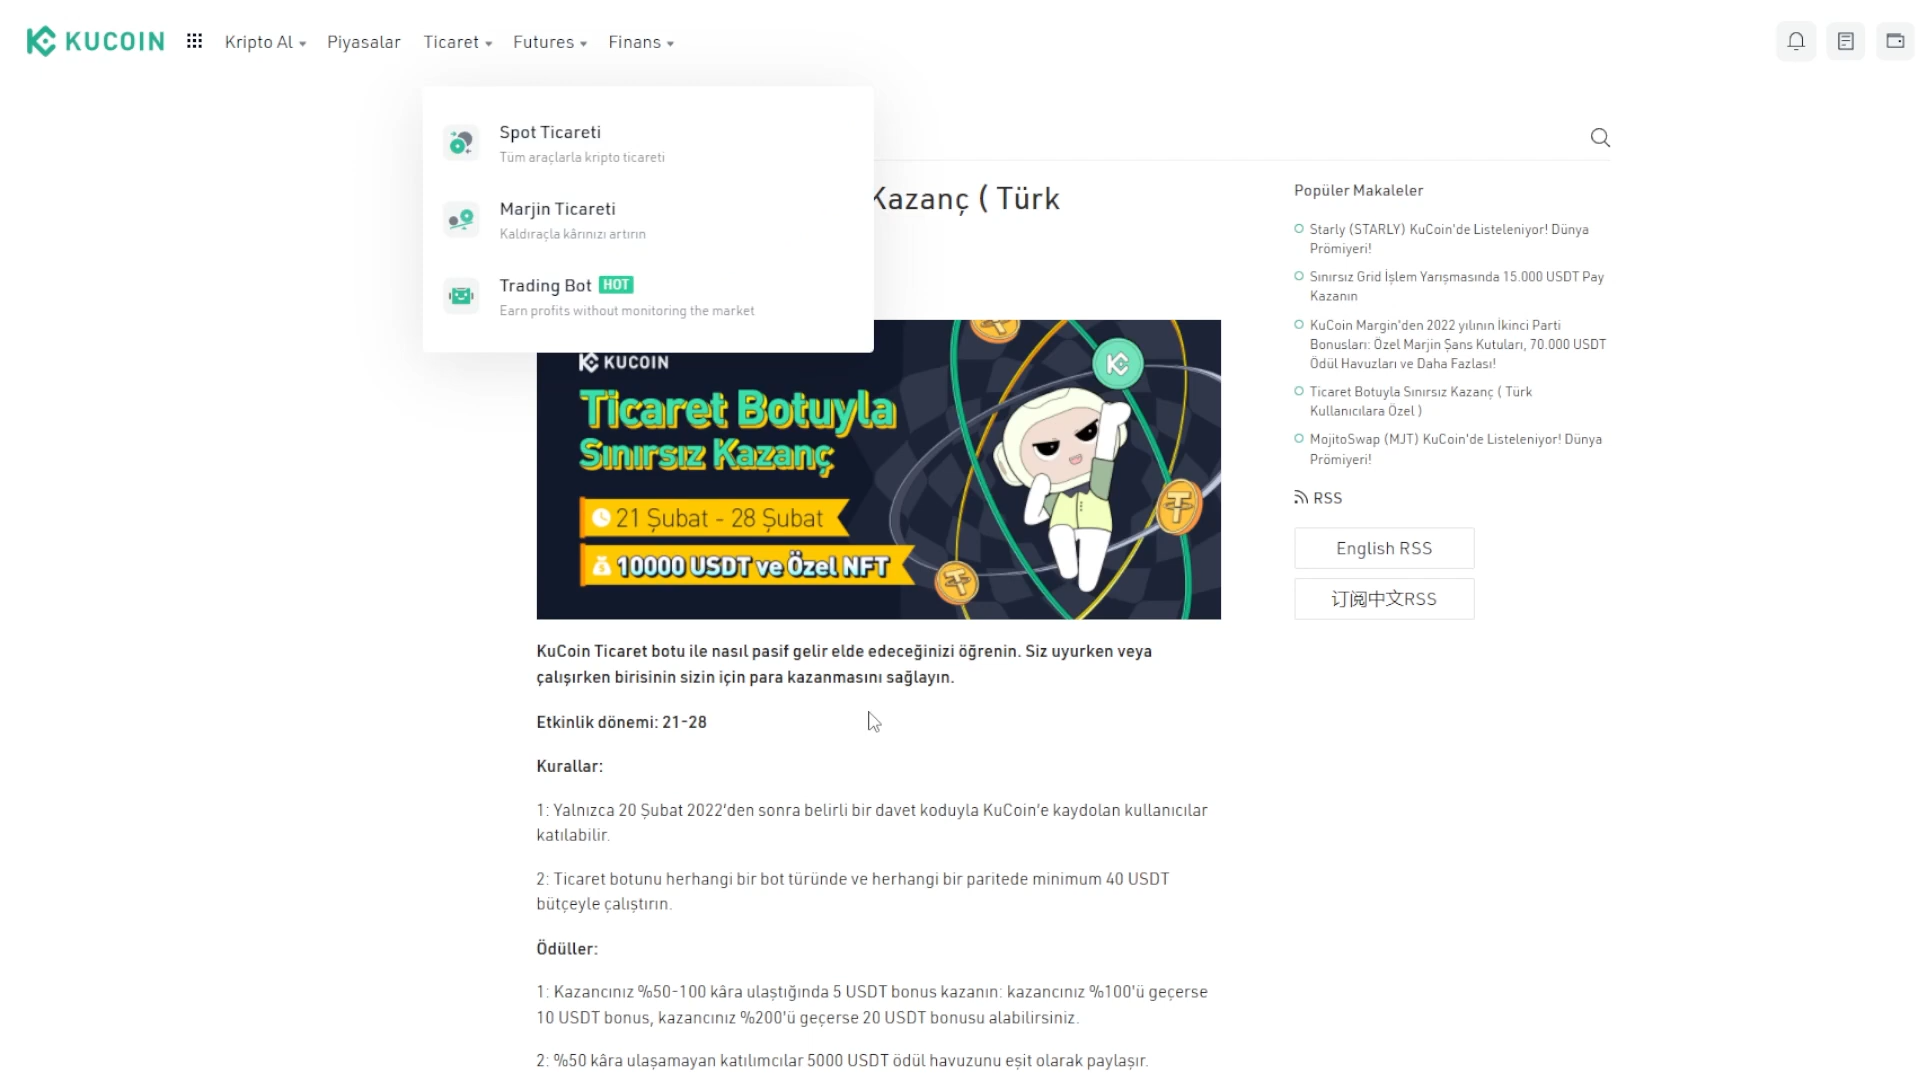 KUCOIN
Kripto Al
Piyasalar
Ticaret
Futures
Finans
Spot Ticareti
Tüm araçlarla kripto ticareti
Marjin Ticareti
Kaldıraçla kârınızı artırın
Trading Bot HOT
Earn profits without monitoring the market
Kazanç ( Türk
KUCOIN
Ticaret Botuyla
Sınırsız Kazanç
21 Şubat - 28 Şubat
10000 USDT ve Özel NFT
KuCoin Ticaret botu ile nasıl pasif gelir elde edeceğinizi öğrenin. Siz uyurken veya
çalışırken birisinin sizin için para kazanmasını sağlayın.
Etkinlik dönemi: 21-28
Kurallar:
1: Yalnızca 20 Şubat 2022'den sonra belirli bir davet koduyla KuCoin'e kaydolan kullanıcılar
katılabilir.
2: Ticaret botunu herhangi bir bot türünde ve herhangi bir paritede minimum 40 USDT
bütçeyle çalıştırın.
Ödüller:
1: Kazancınız %50-100 kâra ulaştığında 5 USDT bonus kazanın: kazancınız %100'ü geçerse
10 USDT bonus, kazancınız %200'ü geçerse 20 USDT bonusu alabilirsiniz.
2: %50 kâra ulaşamayan katılımcılar 5000 USDT ödül havuzunu eşit olarak paylaşır.
Popüler Makaleler
Starly (STARLY) KuCoin'de Listeleniyor! Dünya
Prömiyeri!
Sınırsız Grid İşlem Yarışmasında 15.000 USDT Pay
Kazanın
KuCoin Margin'den 2022 yılının İkinci Parti
Bonusları: Özel Marjin Şans Kutuları, 70.000 USDT
Ödül Havuzları ve Daha Fazlası!
Ticaret Botuyla Sınırsız Kazanç ( Türk
Kullanıcılara Özel )
MojitoSwap (MJT) KuCoin'de Listeleniyor! Dünya
Prömiyeri!
RSS
English RSS
订阅中文RSS